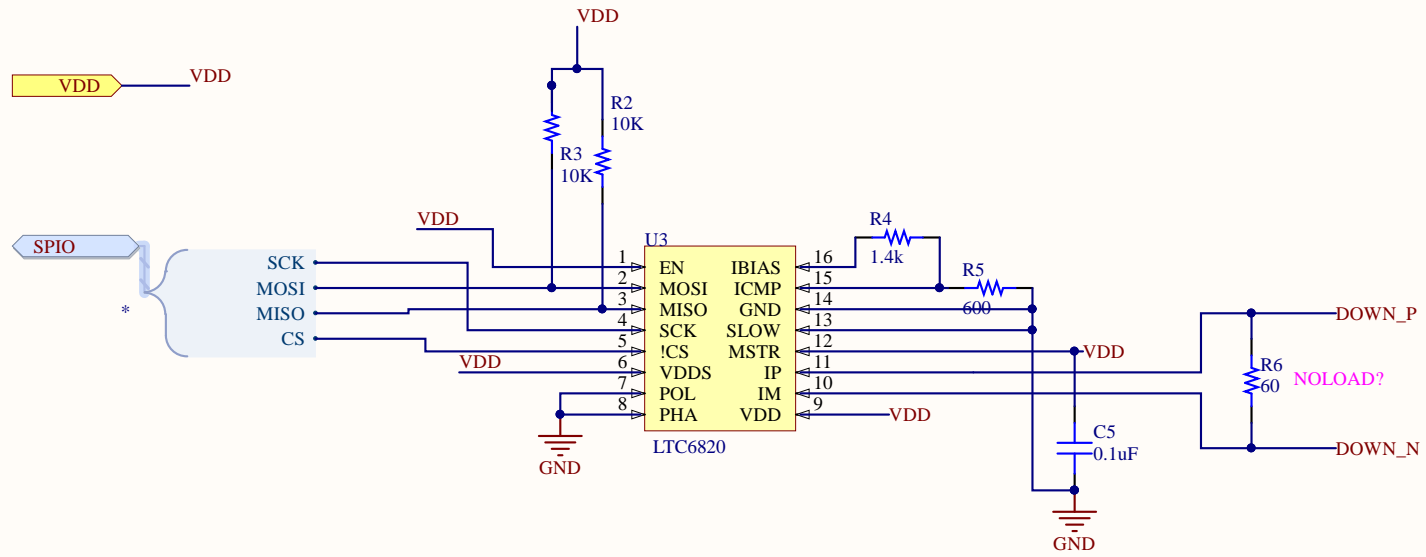 VDD
VDD
VDD
R2
10K
R3
10K
VDD
SPIO
*
SCK
MOSI
MISO
CS
VDD
U3
1 EN
2 MOSI
3 MISO
4 SCK
5 !CS
6 VDDS
7 POL
8 PHA
IBIAS 16
ICMP 15
GND 14
SLOW 13
MSTR 12
IP 11
IM 10
VDD 9
LTC6820
GND
R4
1.4k
R5
600
VDD
VDD
C5
0.1uF
GND
DOWN_P
R6
60
NOLOAD?
DOWN_N